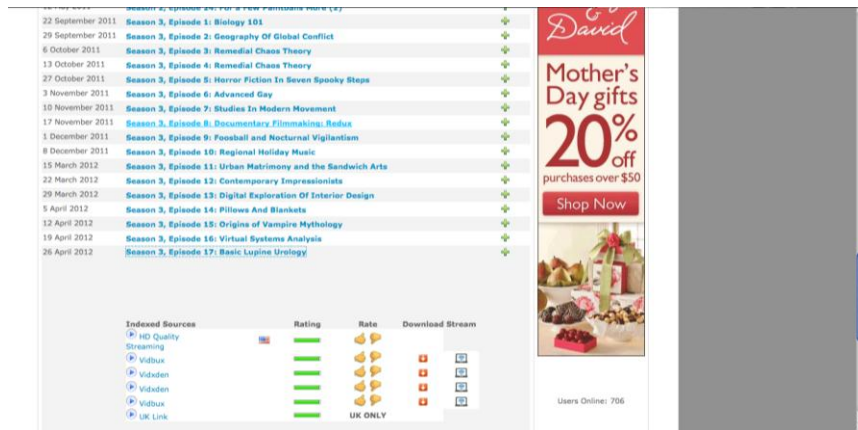 Season 2, Episode 24: For a Few Paintballs More (2)
22 September 2011 Season 3, Episode 1: Biology 101
29 September 2011 Season 3, Episode 2: Geography Of Global Conflict
6 October 2011 Season 3, Episode 3: Remedial Chaos Theory
13 October 2011 Season 3, Episode 4: Remedial Chaos Theory
27 October 2011 Season 3, Episode 5: Horror Fiction In Seven Spooky Steps
3 November 2011 Season 3, Episode 6: Advanced Gay
10 November 2011 Season 3, Episode 7: Studies In Modern Movement
17 November 2011 Season 3, Episode 8: Documentary Filmmaking: Redux
1 December 2011 Season 3, Episode 9: Foosball and Nocturnal Vigilantism
8 December 2011 Season 3, Episode 10: Regional Holiday Music
15 March 2012 Season 3, Episode 11: Urban Matrimony and the Sandwich Arts
22 March 2012 Season 3, Episode 12: Contemporary Impressionists
29 March 2012 Season 3, Episode 13: Digital Exploration Of Interior Design
5 April 2012 Season 3, Episode 14: Pillows And Blankets
12 April 2012 Season 3, Episode 15: Origins of Vampire Mythology
19 April 2012 Season 3, Episode 16: Virtual Systems Analysis
26 April 2012 Season 3, Episode 17: Basic Lupine Urology
Indexed Sources Rating Rate Download Stream
HD Quality
Streaming
Vidbux
Vidxden
Vidxden
Vidbux
UK Link UK ONLY
&
David
Mother's
Day gifts
20% off
purchases over $50
Shop Now
Users Online: 706